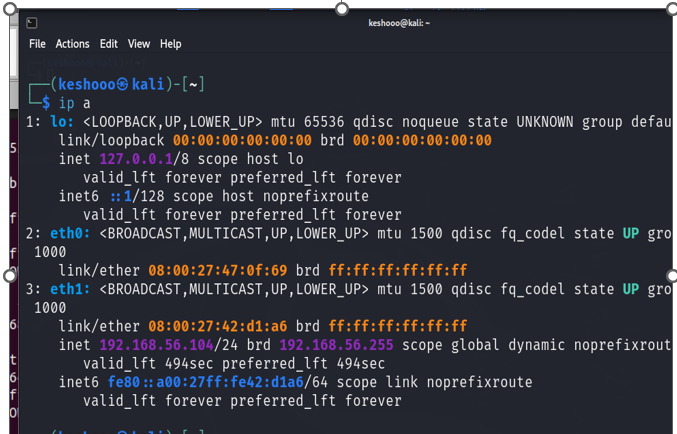 keshooo@kali: ~
File Actions Edit View Help
┌──(keshooo㉿kali)-[~]
└─$ ip a
1: lo: <LOOPBACK,UP,LOWER_UP> mtu 65536 qdisc noqueue state UNKNOWN group defau
link/loopback 00:00:00:00:00:00 brd 00:00:00:00:00:00
inet 127.0.0.1/8 scope host lo
valid_lft forever preferred_lft forever
inet6 ::1/128 scope host noprefixroute
valid_lft forever preferred_lft forever
2: eth0: <BROADCAST,MULTICAST,UP,LOWER_UP> mtu 1500 qdisc fq_codel state UP gro
1000
link/ether 08:00:27:47:0f:69 brd ff:ff:ff:ff:ff:ff
3: eth1: <BROADCAST,MULTICAST,UP,LOWER_UP> mtu 1500 qdisc fq_codel state UP gro
1000
link/ether 08:00:27:42:d1:a6 brd ff:ff:ff:ff:ff:ff
inet 192.168.56.104/24 brd 192.168.56.255 scope global dynamic noprefixrout
valid_lft 494sec preferred_lft 494sec
inet6 fe80::a00:27ff:fe42:d1a6/64 scope link noprefixroute
valid_lft forever preferred_lft forever